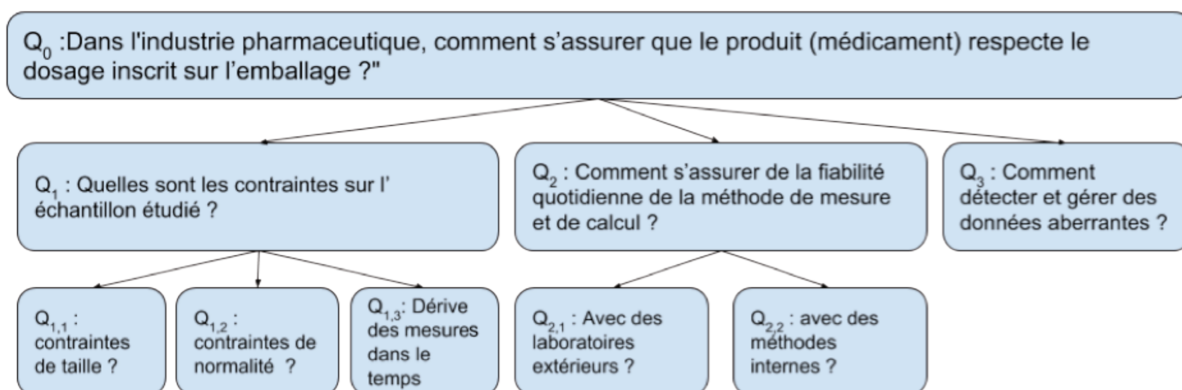 Q0 :Dans l'industrie pharmaceutique, comment s'assurer que le produit (médicament) respecte le
dosage inscrit sur l'emballage ?"
Q1 : Quelles sont les contraintes sur l'
échantillon étudié ?
Q2 : Comment s'assurer de la fiabilité
quotidienne de la méthode de mesure
et de calcul ?
Q3 : Comment
détecter et gérer des
données aberrantes ?
Q1,1 :
contraintes
de taille ?
Q1,2 :
contraintes de
normalité ?
Q1,3: Dérive
des mesures
dans le
temps
Q2,1 : Avec des
laboratoires
extérieurs ?
Q2,2 : avec des
méthodes
internes ?